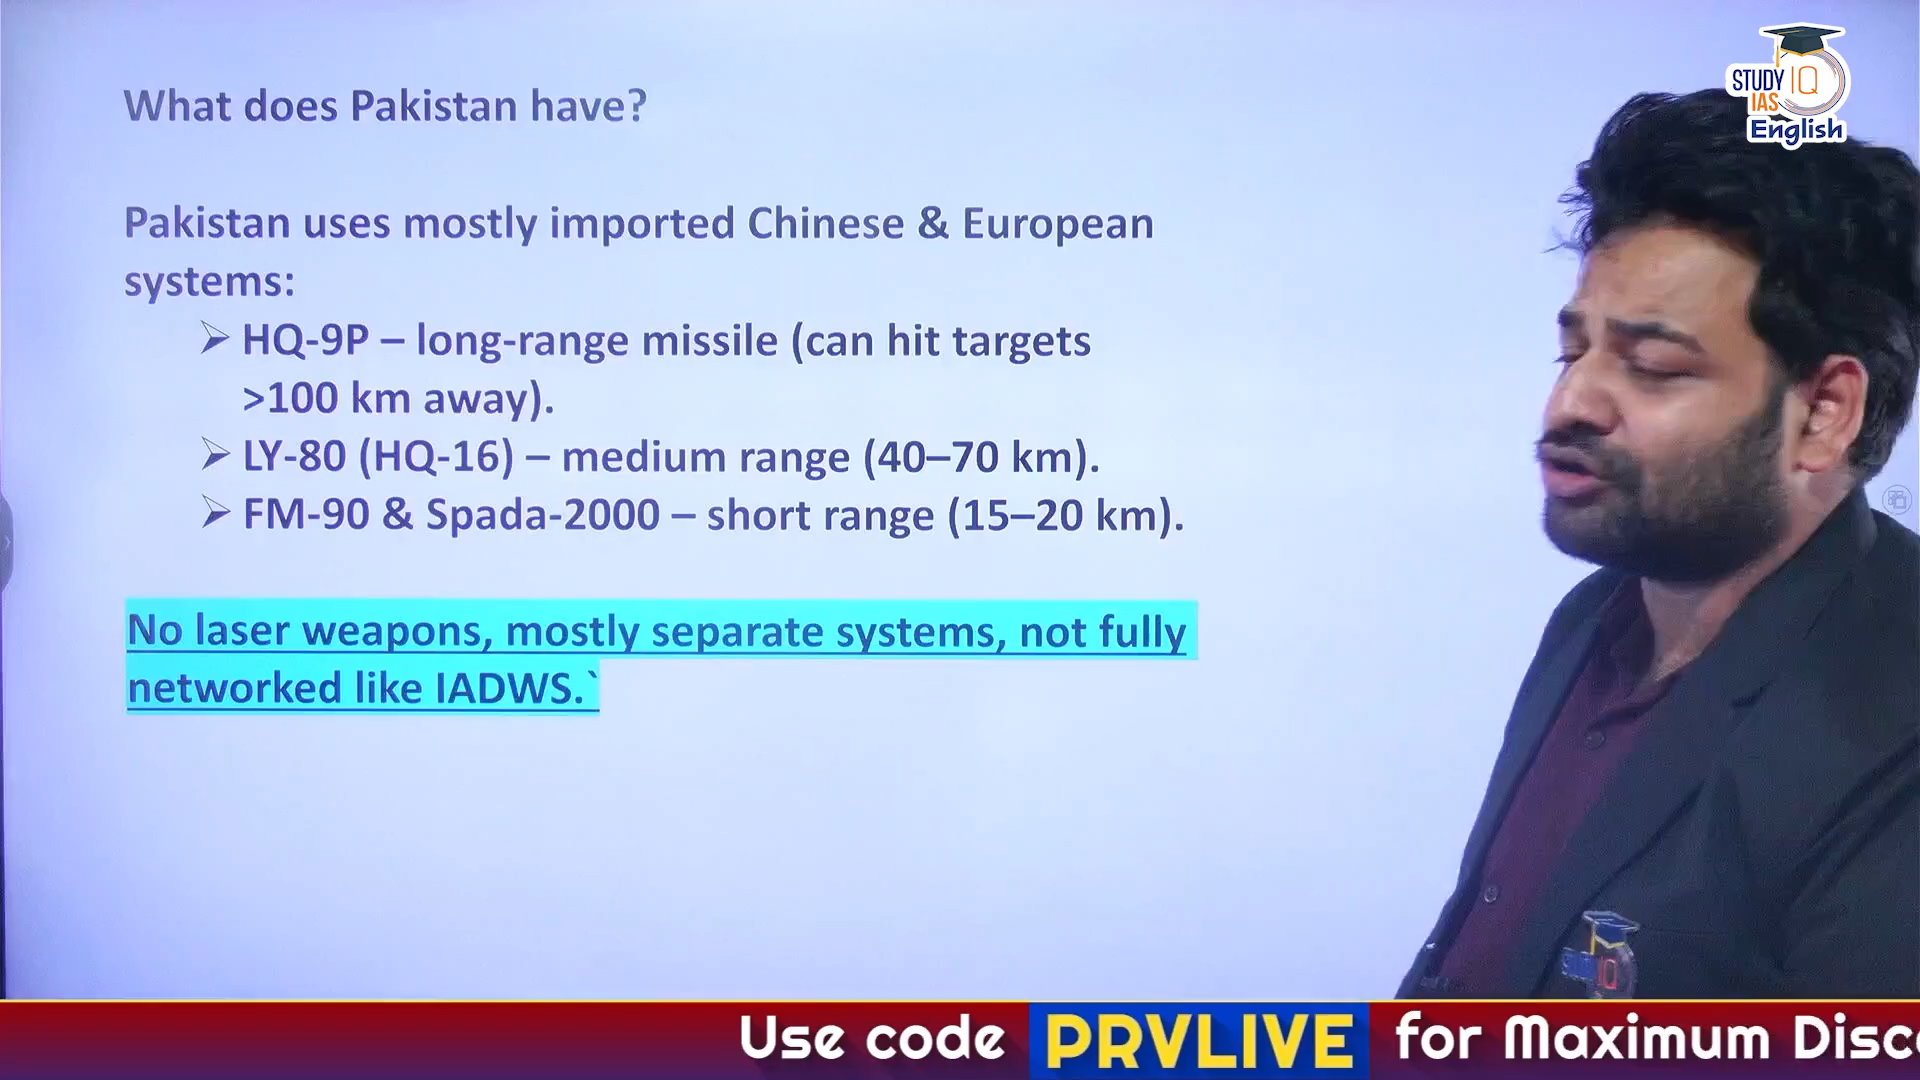 STUDY IQ
IAS
English
What does Pakistan have?
Pakistan uses mostly imported Chinese & European
systems:
➢ HQ-9P – long-range missile (can hit targets
>100 km away).
➢ LY-80 (HQ-16) – medium range (40–70 km).
➢ FM-90 & Spada-2000 – short range (15–20 km).
No laser weapons, mostly separate systems, not fully
networked like IADWS.`
Use code PRVLIVE for Maximum Disc